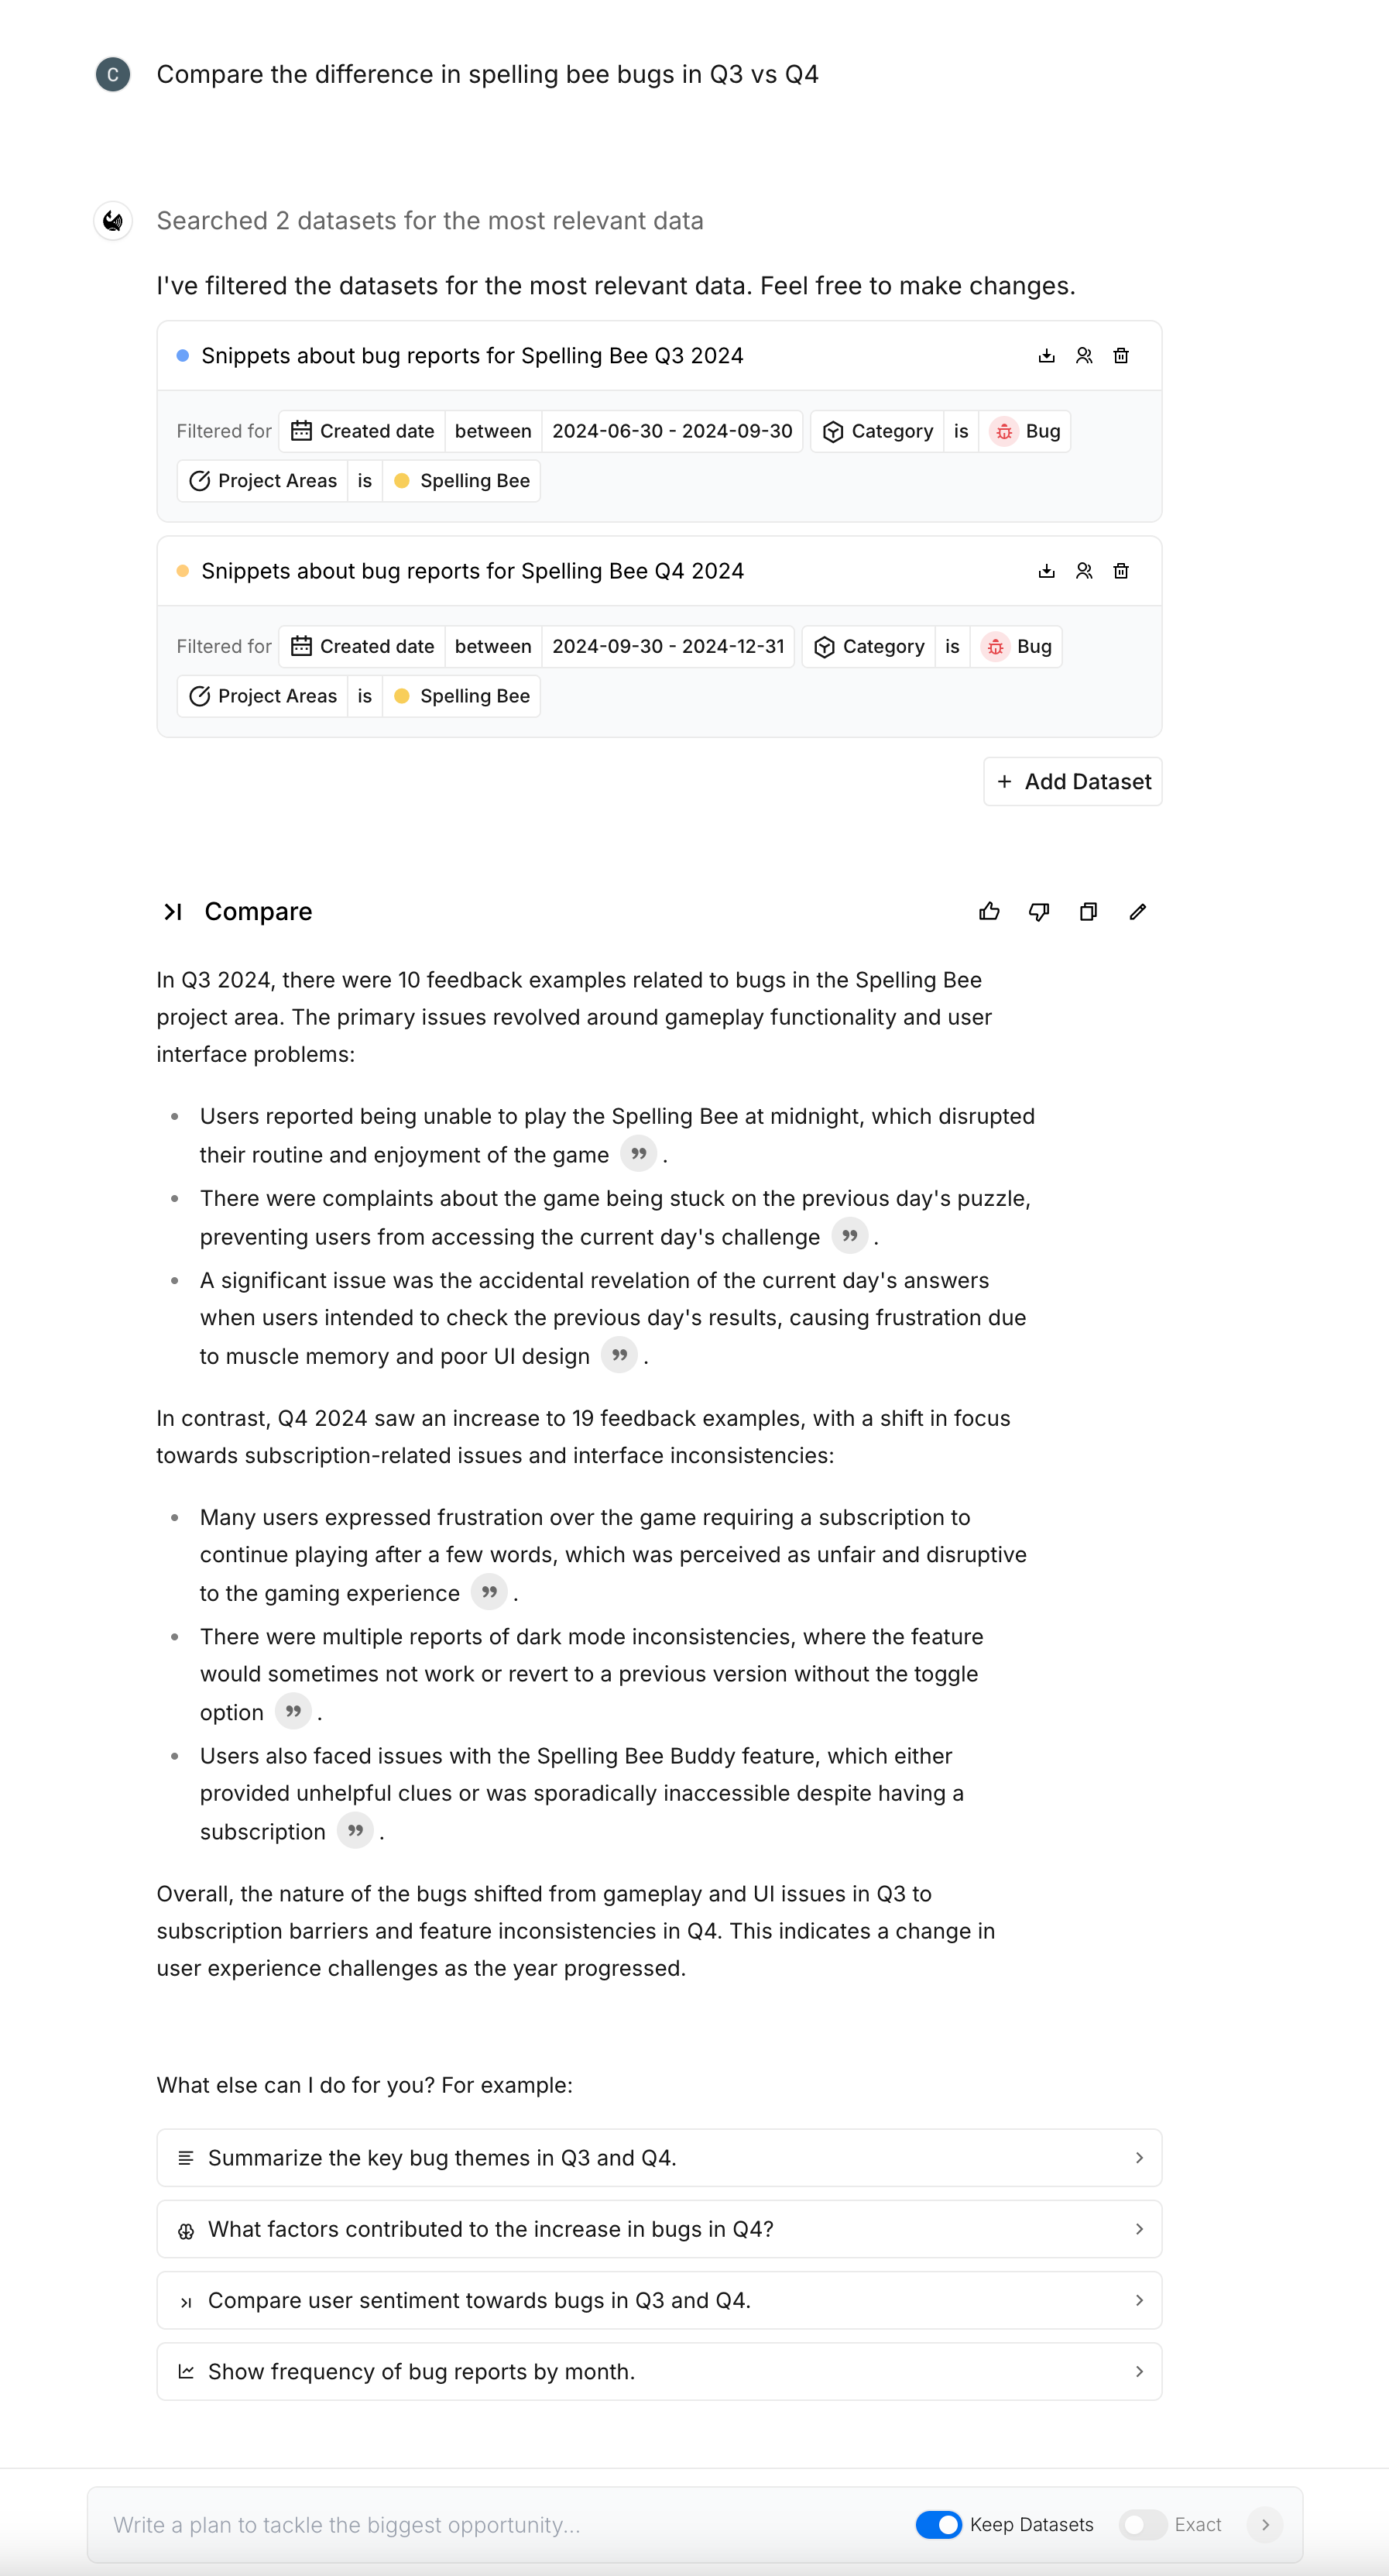 C
Compare the difference in spelling bee bugs in Q3 vs Q4
Searched 2 datasets for the most relevant data
I've filtered the datasets for the most relevant data. Feel free to make changes.
Snippets about bug reports for Spelling Bee Q3 2024
Filtered for Created date between 2024-06-30 - 2024-09-30 Category is Bug
Project Areas is Spelling Bee
Snippets about bug reports for Spelling Bee Q4 2024
Filtered for Created date between 2024-09-30 - 2024-12-31 Category is Bug
Project Areas is Spelling Bee
+ Add Dataset
Compare
In Q3 2024, there were 10 feedback examples related to bugs in the Spelling Bee
project area. The primary issues revolved around gameplay functionality and user
interface problems:
• Users reported being unable to play the Spelling Bee at midnight, which disrupted
their routine and enjoyment of the game ” .
• There were complaints about the game being stuck on the previous day's puzzle,
preventing users from accessing the current day's challenge ” .
• A significant issue was the accidental revelation of the current day's answers
when users intended to check the previous day's results, causing frustration due
to muscle memory and poor UI design ” .
In contrast, Q4 2024 saw an increase to 19 feedback examples, with a shift in focus
towards subscription-related issues and interface inconsistencies:
• Many users expressed frustration over the game requiring a subscription to
continue playing after a few words, which was perceived as unfair and disruptive
to the gaming experience ” .
• There were multiple reports of dark mode inconsistencies, where the feature
would sometimes not work or revert to a previous version without the toggle
option ” .
• Users also faced issues with the Spelling Bee Buddy feature, which either
provided unhelpful clues or was sporadically inaccessible despite having a
subscription ” .
Overall, the nature of the bugs shifted from gameplay and UI issues in Q3 to
subscription barriers and feature inconsistencies in Q4. This indicates a change in
user experience challenges as the year progressed.
What else can I do for you? For example:
Summarize the key bug themes in Q3 and Q4.
What factors contributed to the increase in bugs in Q4?
Compare user sentiment towards bugs in Q3 and Q4.
Show frequency of bug reports by month.
Write a plan to tackle the biggest opportunity... Keep Datasets Exact